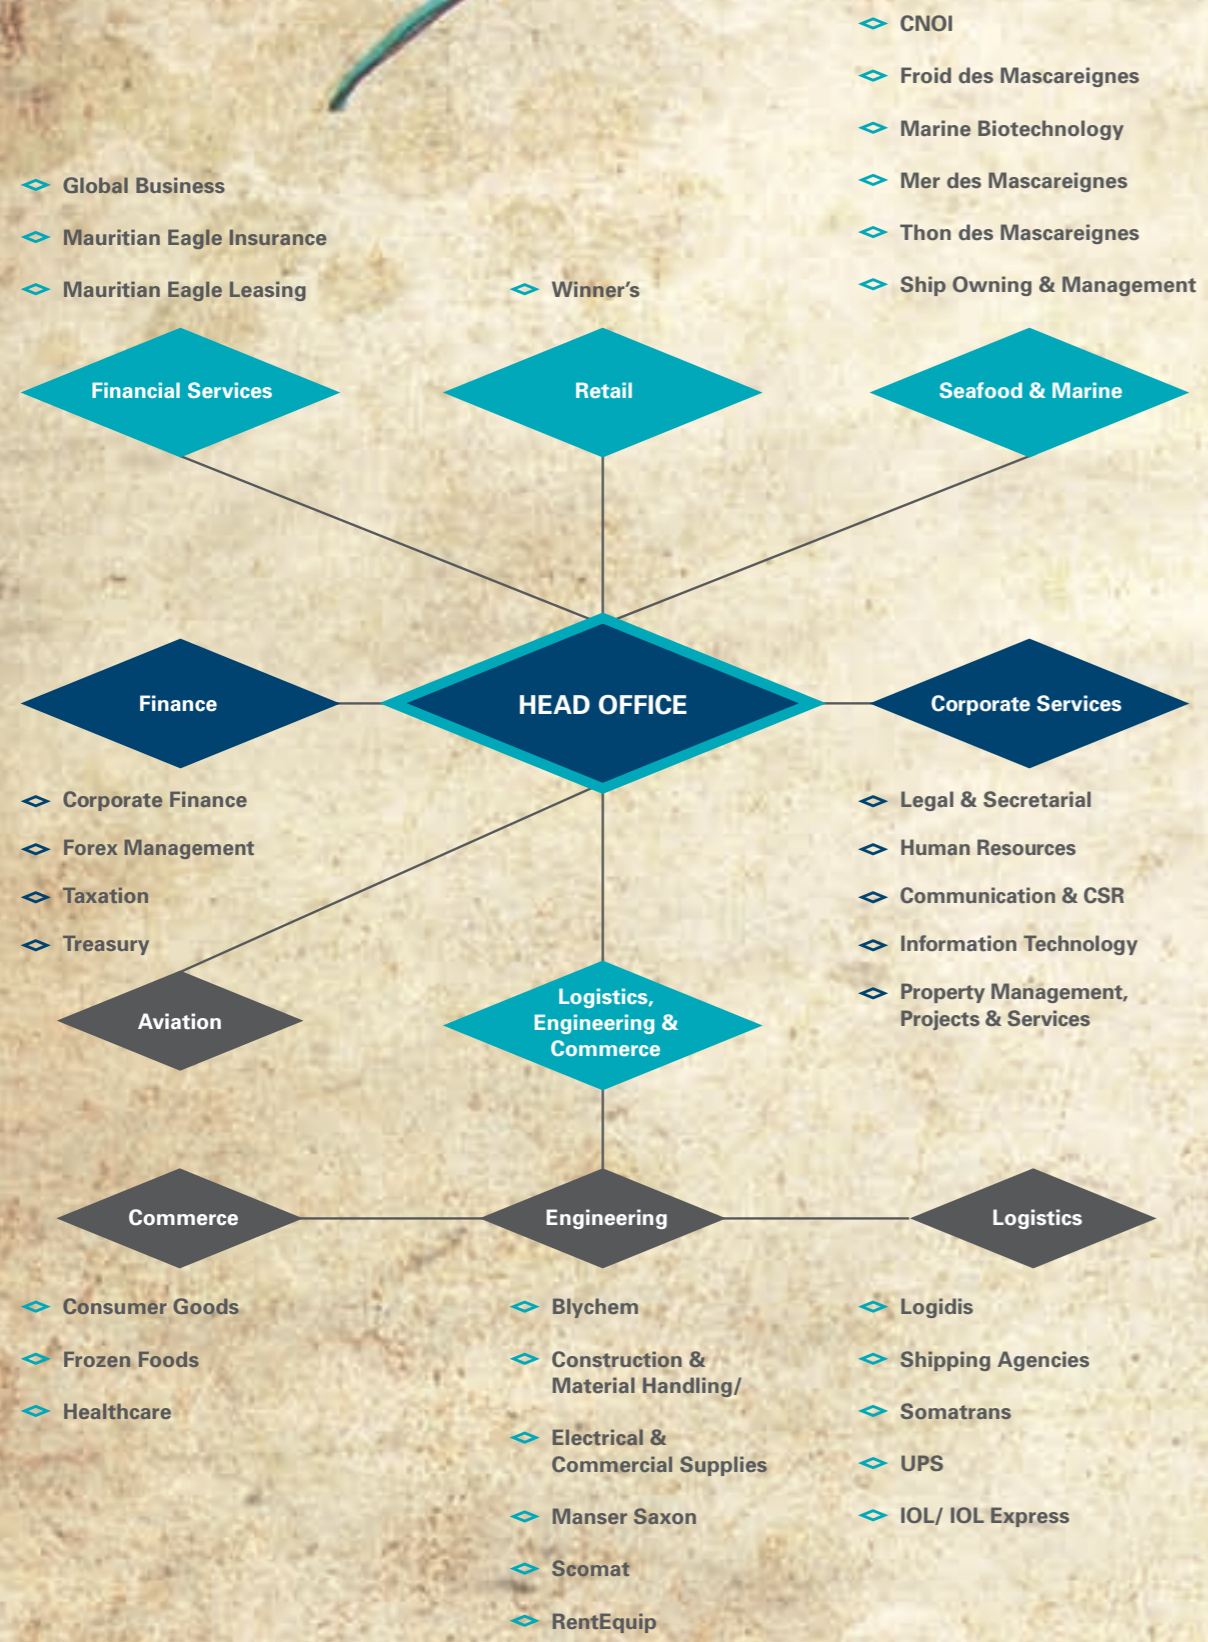 CNOI
Froid des Mascareignes
Marine Biotechnology
Mer des Mascareignes
Thon des Mascareignes
Ship Owning & Management
Global Business
Mauritian Eagle Insurance
Mauritian Eagle Leasing
Winner's
Financial Services
Retail
Seafood & Marine
Finance
HEAD OFFICE
Corporate Services
Corporate Finance
Forex Management
Taxation
Treasury
Legal & Secretarial
Human Resources
Communication & CSR
Information Technology
Property Management,
Projects & Services
Aviation
Logistics,
Engineering &
Commerce
Commerce
Engineering
Logistics
Consumer Goods
Frozen Foods
Healthcare
Blychem
Construction &
Material Handling/
Electrical &
Commercial Supplies
Manser Saxon
Scomat
RentEquip
Logidis
Shipping Agencies
Somatrans
UPS
IOL/ IOL Express